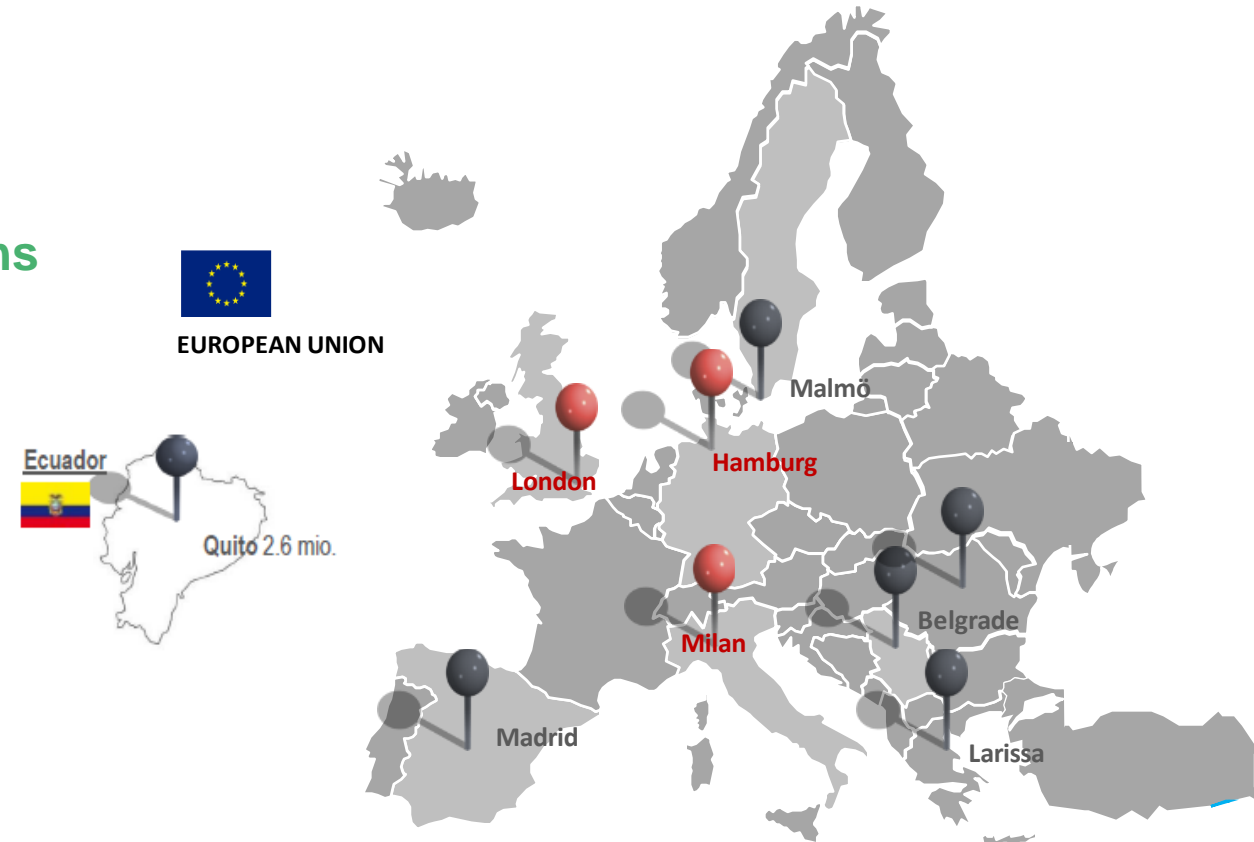 ns
EUROPEAN UNION
Malmö
Ecuador
Hamburg
London
Quito 2.6 mio.
Belgrade
Milan
Madrid
Larissa